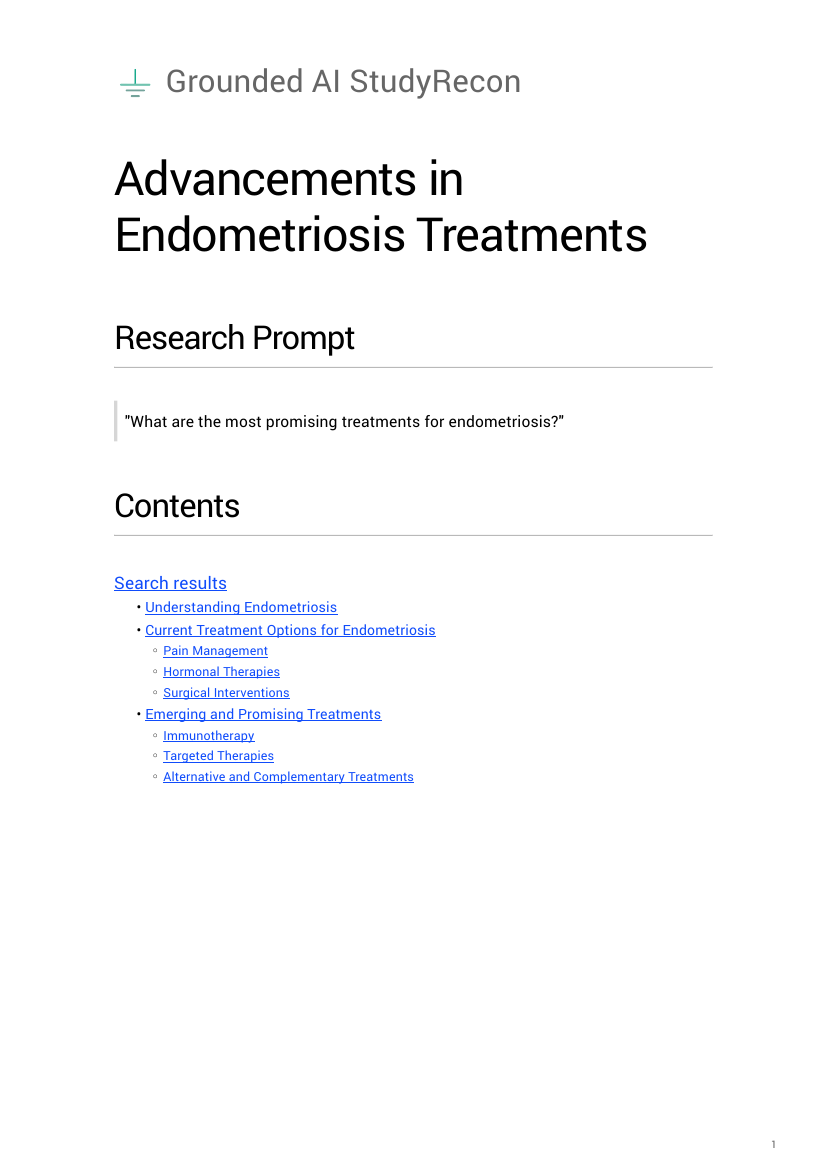 Grounded AI StudyRecon
Advancements in
Endometriosis Treatments
Research Prompt
"What are the most promising treatments for endometriosis?"
Contents
Search results
• Understanding Endometriosis
• Current Treatment Options for Endometriosis
◦ Pain Management
◦ Hormonal Therapies
◦ Surgical Interventions
• Emerging and Promising Treatments
◦ Immunotherapy
◦ Targeted Therapies
◦ Alternative and Complementary Treatments
1